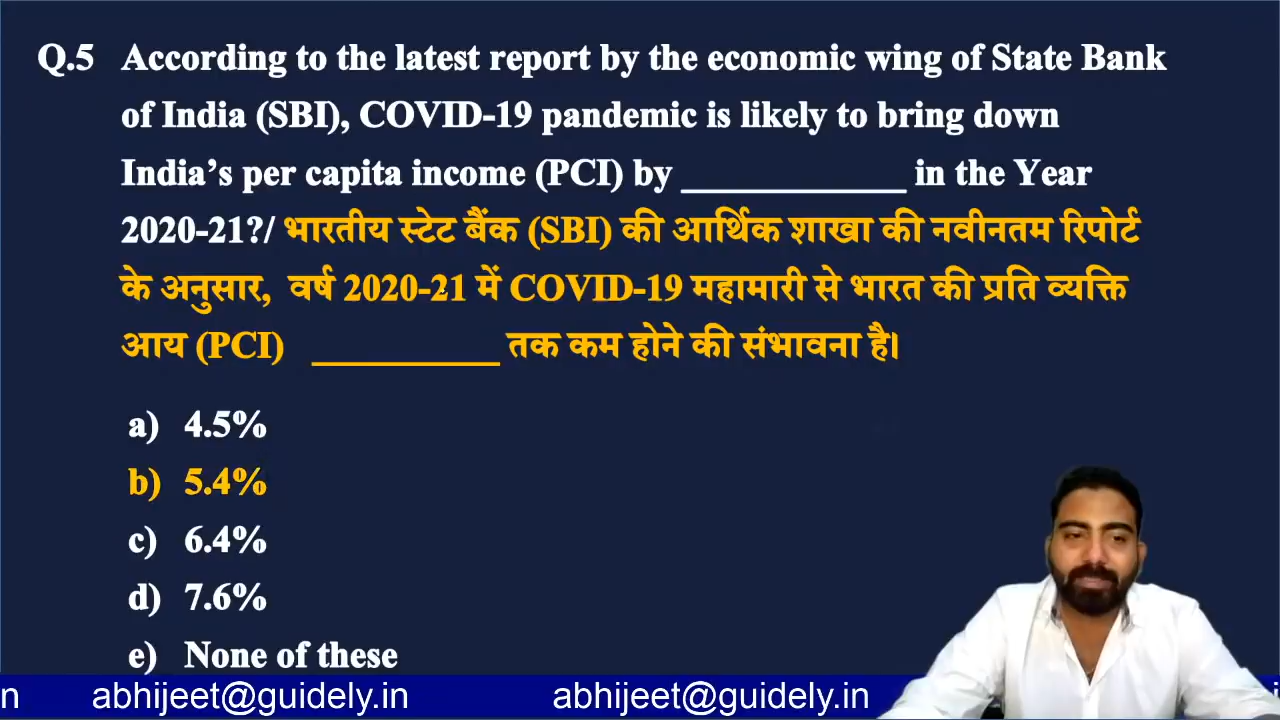 Q.5 According to the latest report by the economic wing of State Bank
of India (SBI), COVID-19 pandemic is likely to bring down
India’s per capita income (PCI) by ____________ in the Year
2020-21?/ भारतीय स्टेट बैंक (SBI) की आर्थिक शाखा की नवीनतम रिपोर्ट
के अनुसार, वर्ष 2020-21 में COVID-19 महामारी से भारत की प्रति व्यक्ति
आय (PCI) __________ तक कम होने की संभावना है।
a) 4.5%
b) 5.4%
c) 6.4%
d) 7.6%
e) None of these
n abhijeet@guidely.in abhijeet@guidely.in